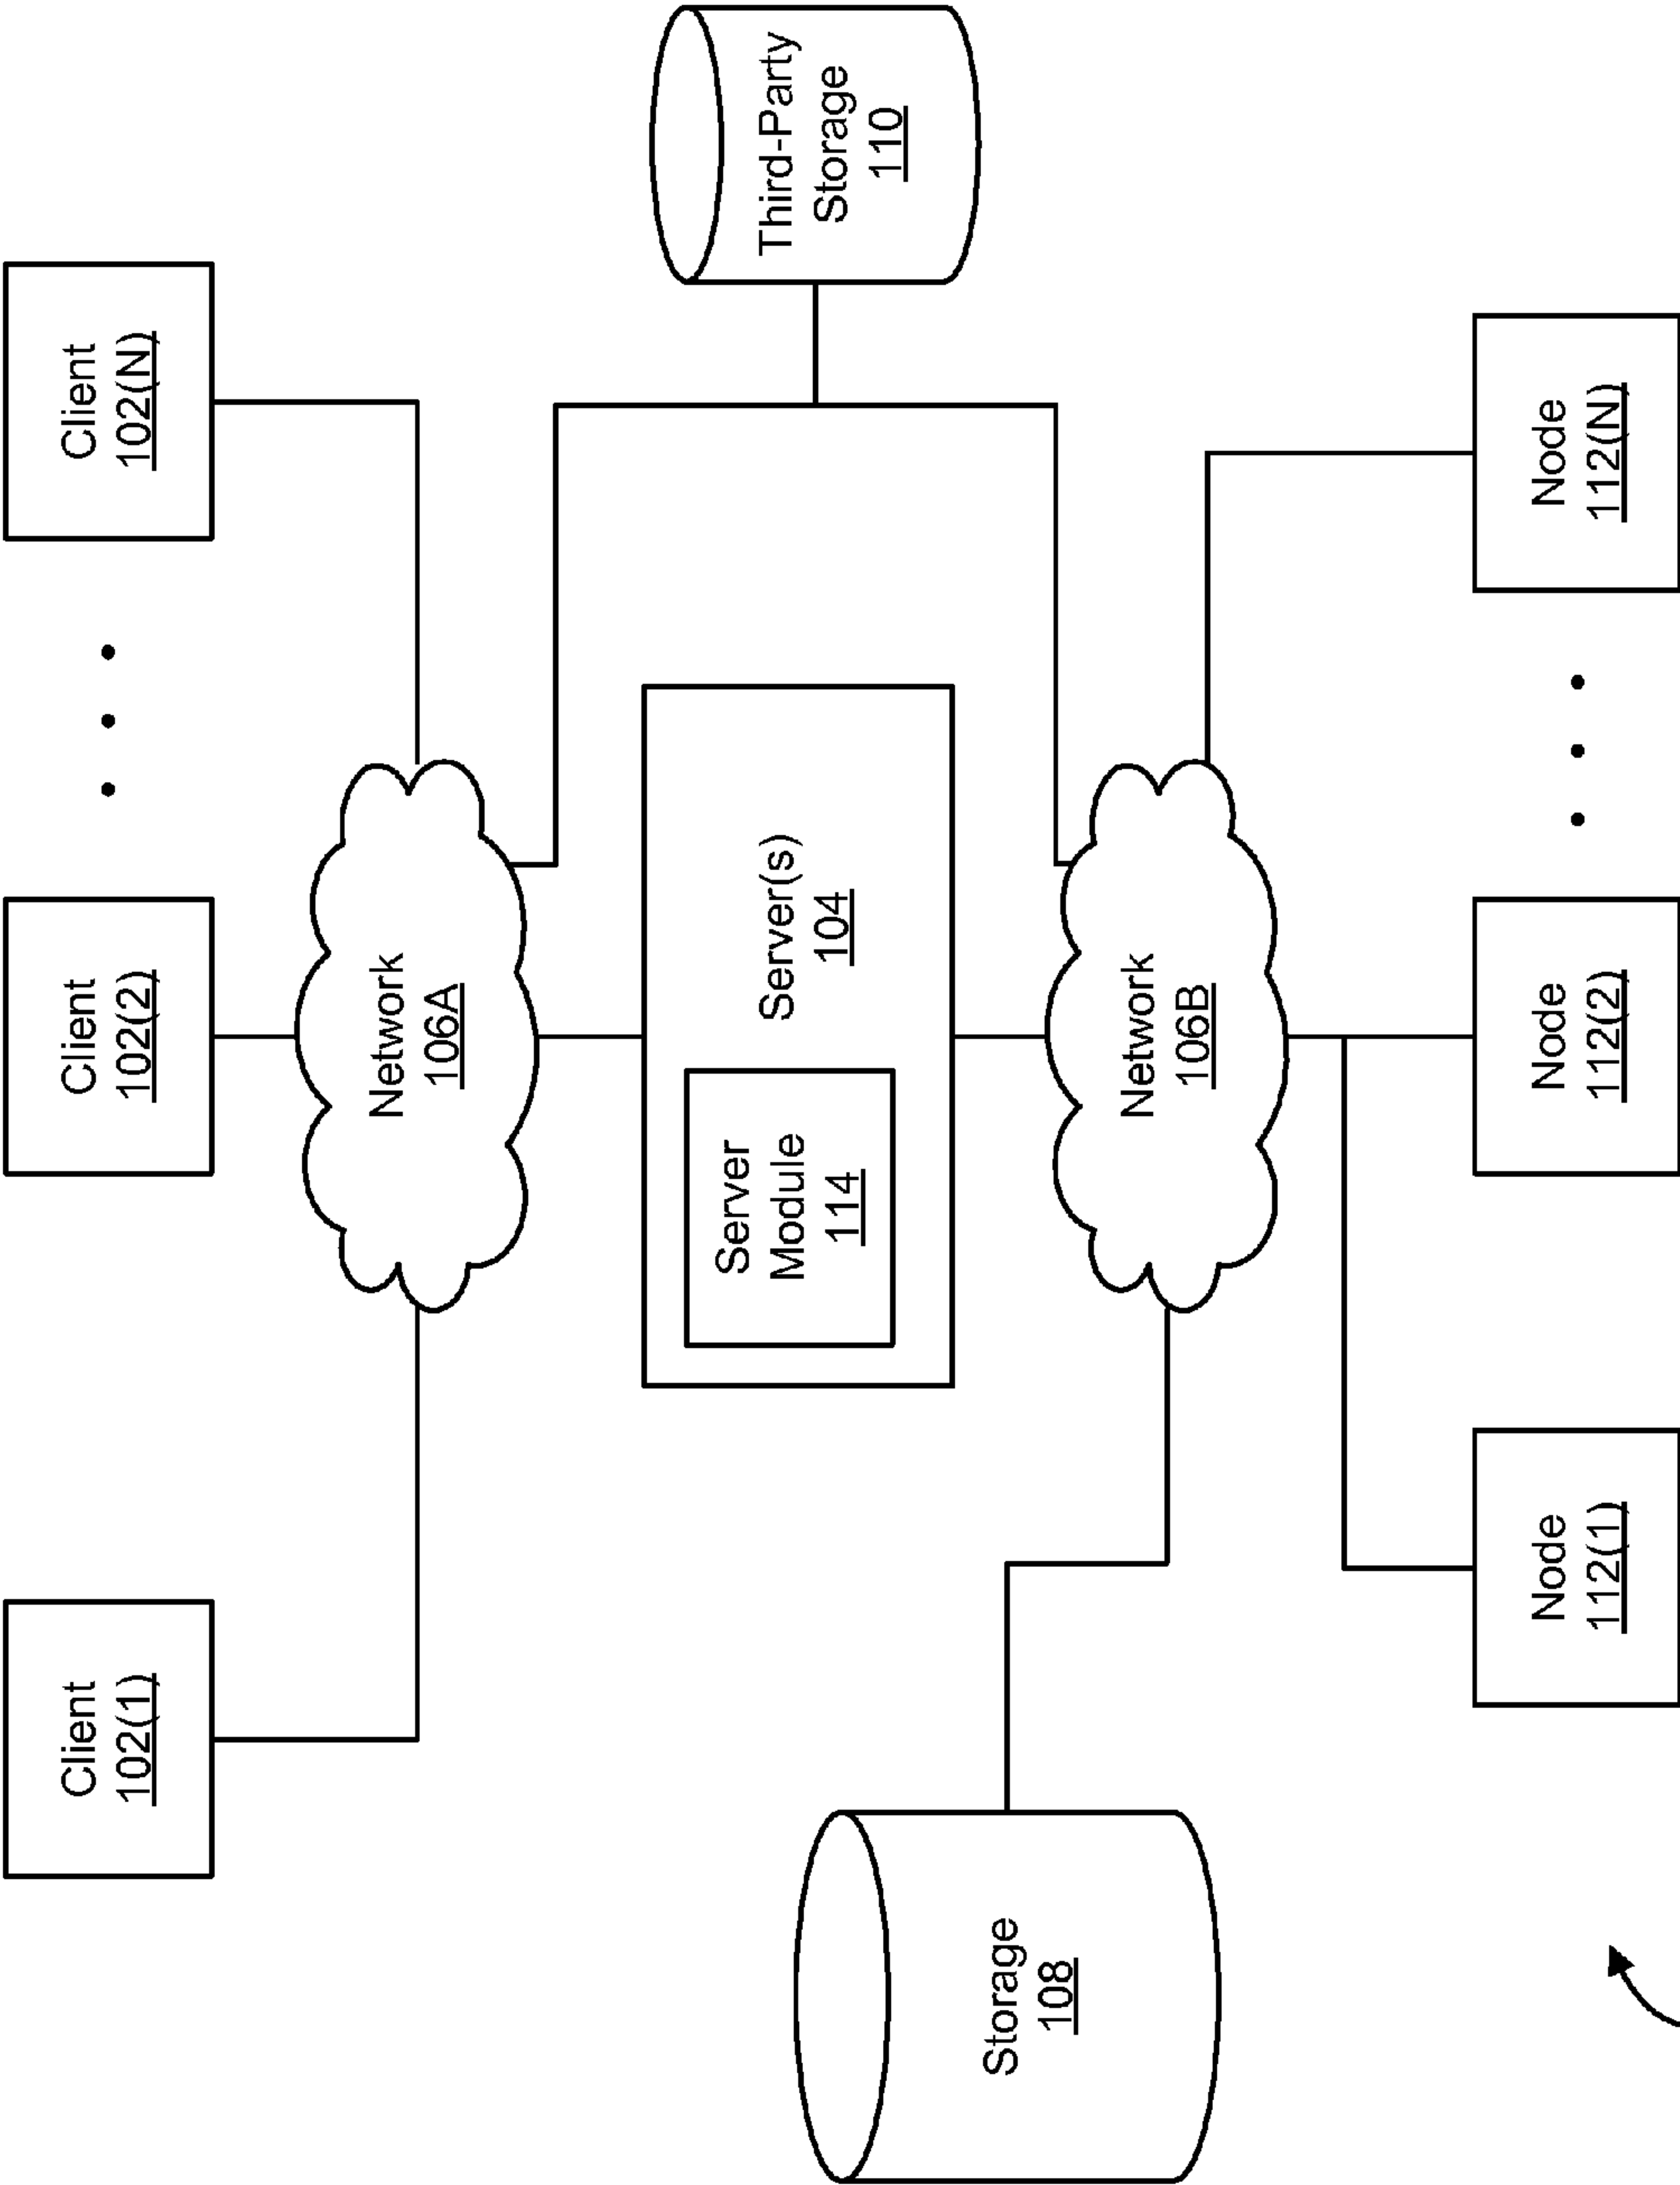 Client
102(1)
Client
102(2)
Client
102(N)
Network
106A
Server
Module
114
Server(s)
104
Third-Party
Storage
110
Storage
108
Network
106B
Node
112(1)
Node
112(2)
Node
112(N)